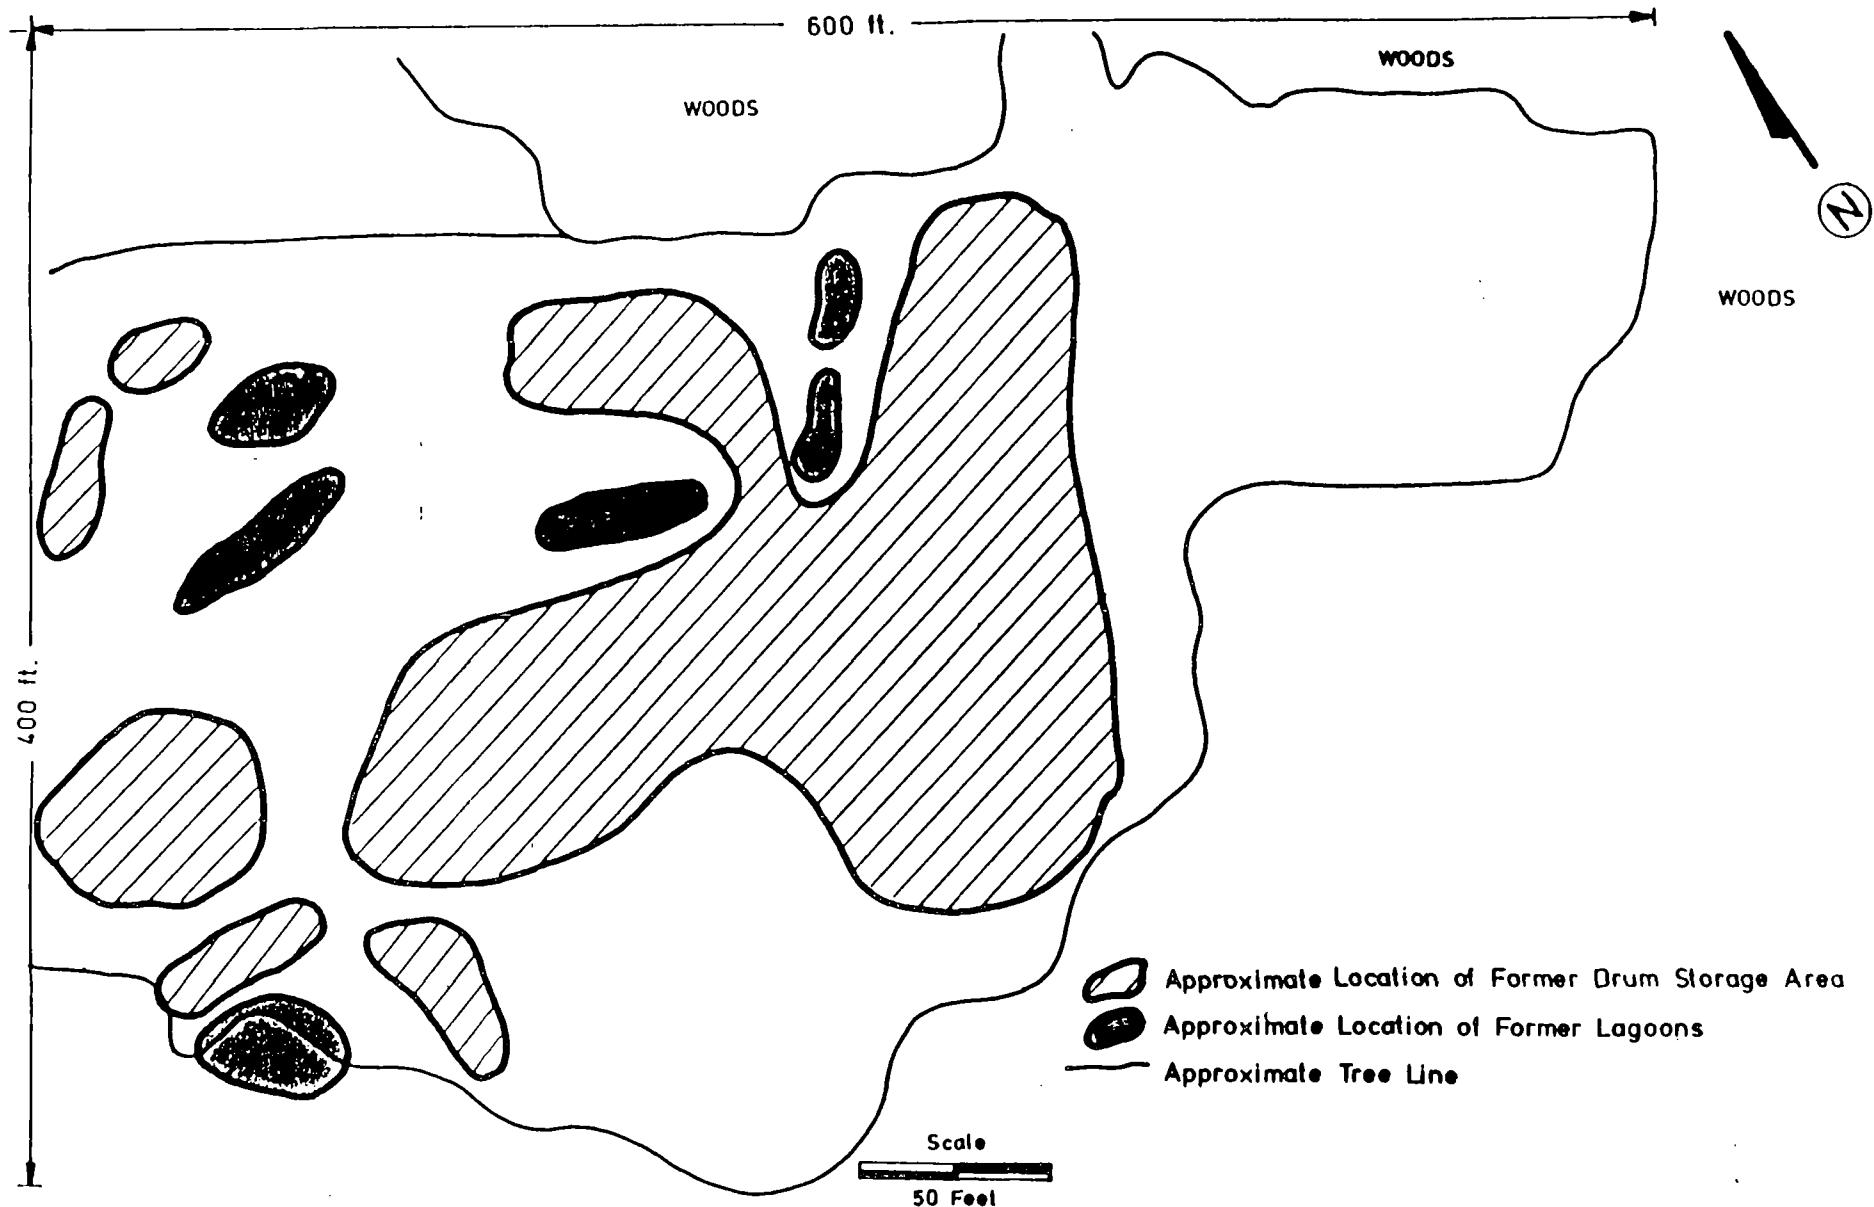 600 ft.
WOODS
WOODS
N
WOODS
400 ft.
Approximate Location of Former Drum Storage Area
Approximate Location of Former Lagoons
Approximate Tree Line
Scale
50 Feet